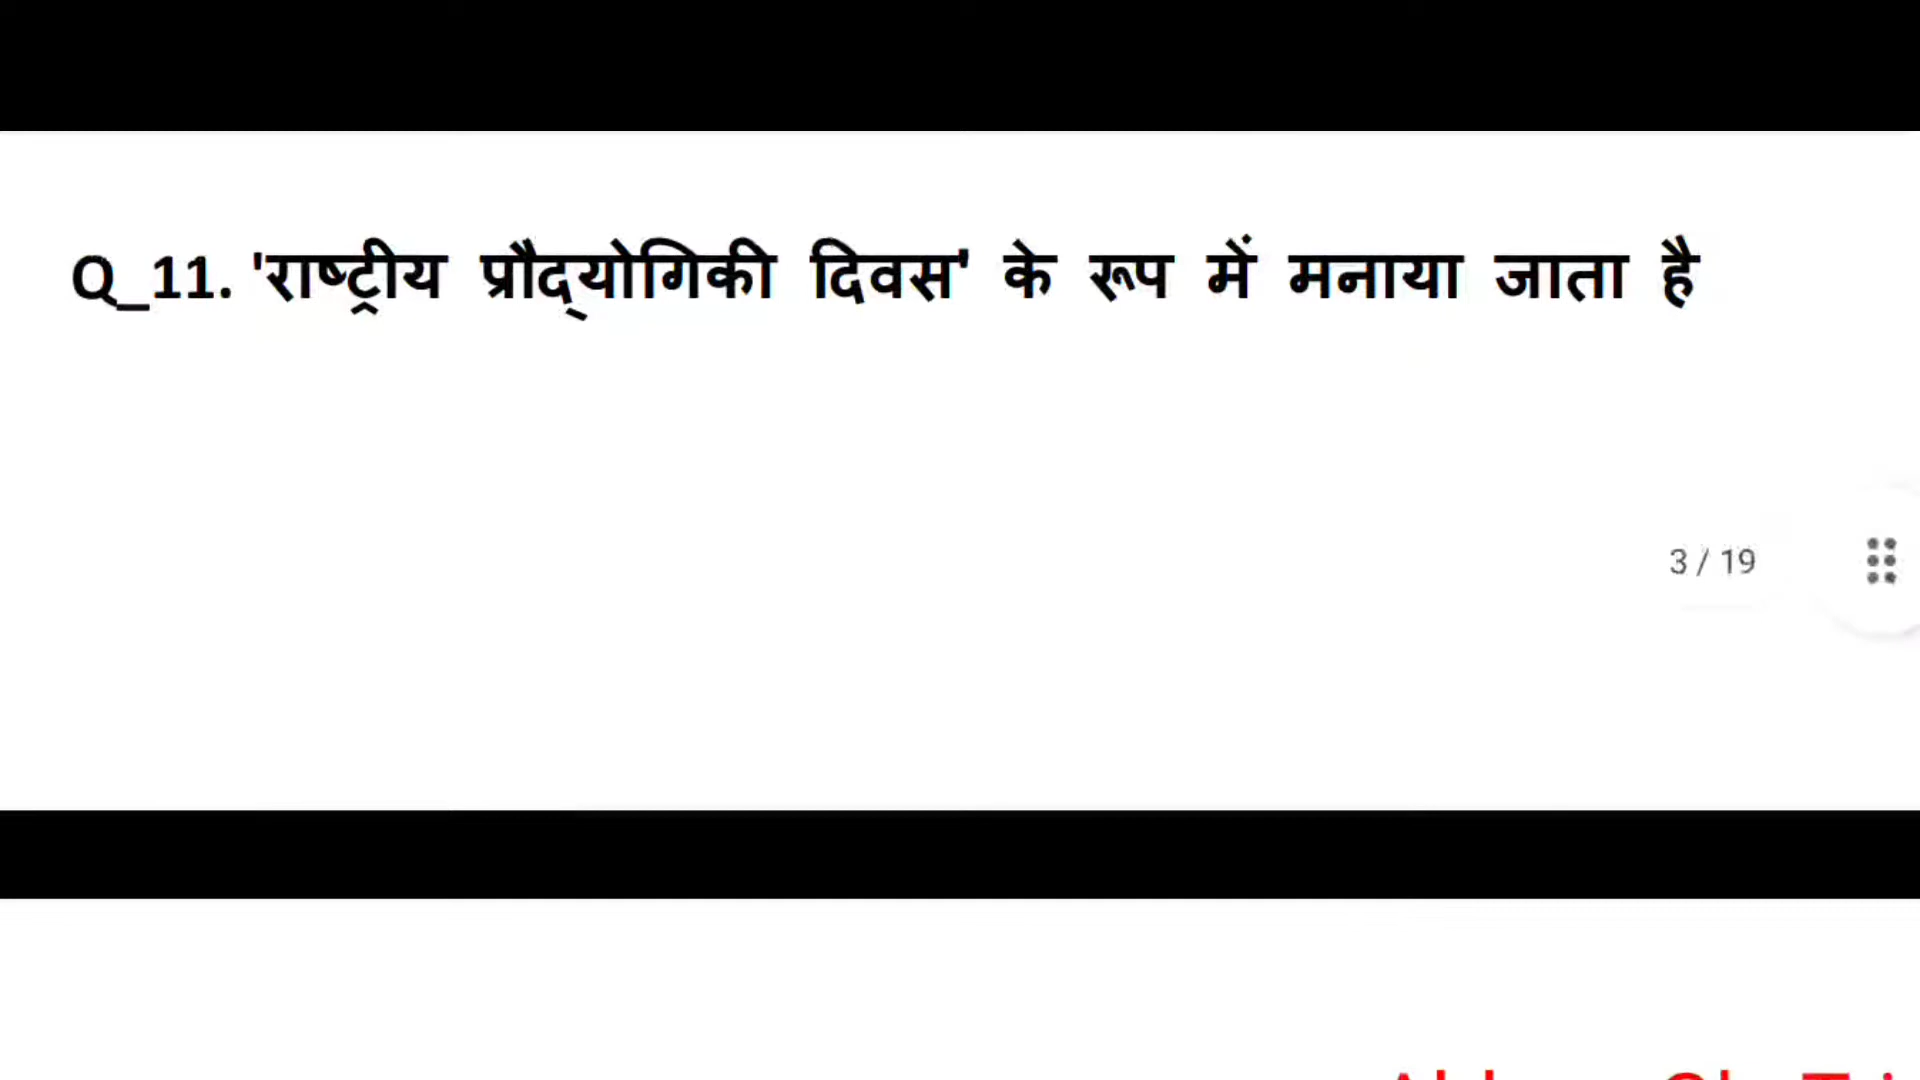 Q_11. 'राष्ट्रीय प्रौद्योगिकी दिवस' के रूप में मनाया जाता है
3 / 19